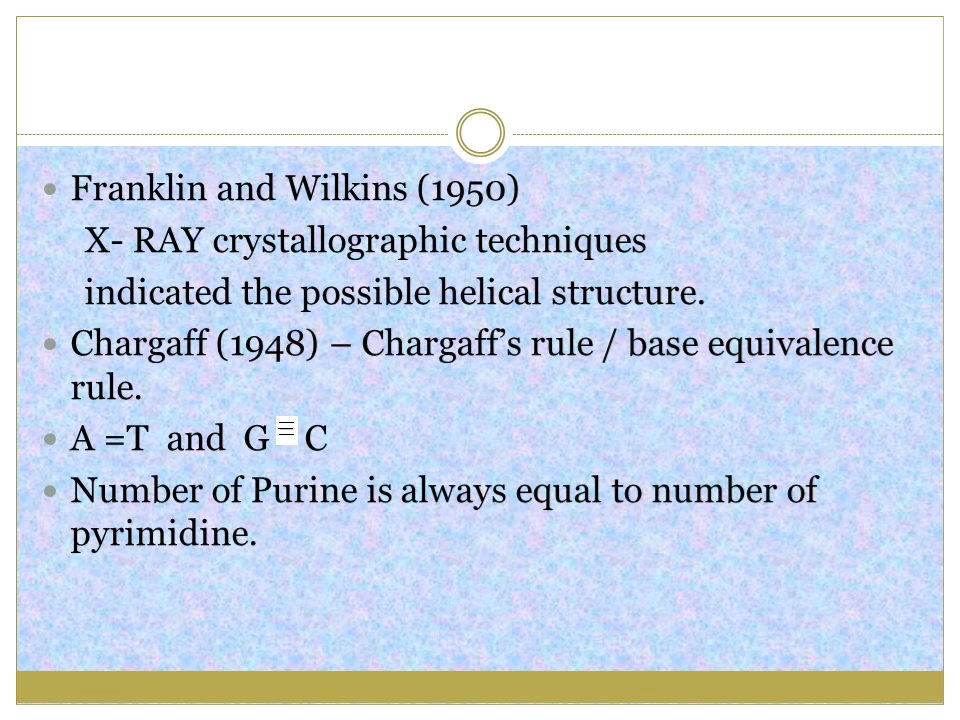 • Franklin and Wilkins (1950)
X- RAY crystallographic techniques
indicated the possible helical structure.
• Chargaff (1948) – Chargaff’s rule / base equivalence
rule.
• A =T and G ≡ C
• Number of Purine is always equal to number of
pyrimidine.